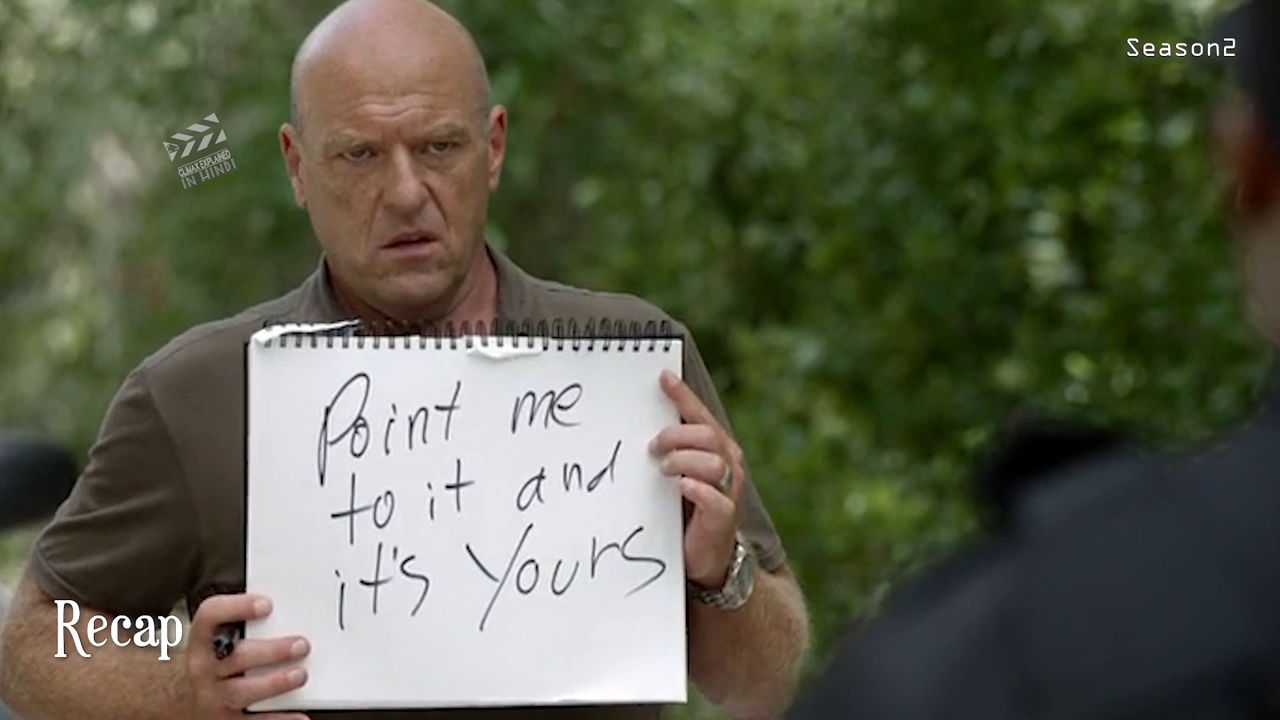 Season2
CLIMAX EXPLAINED
IN HINDI
Point me
to it and
it's yours
Recap